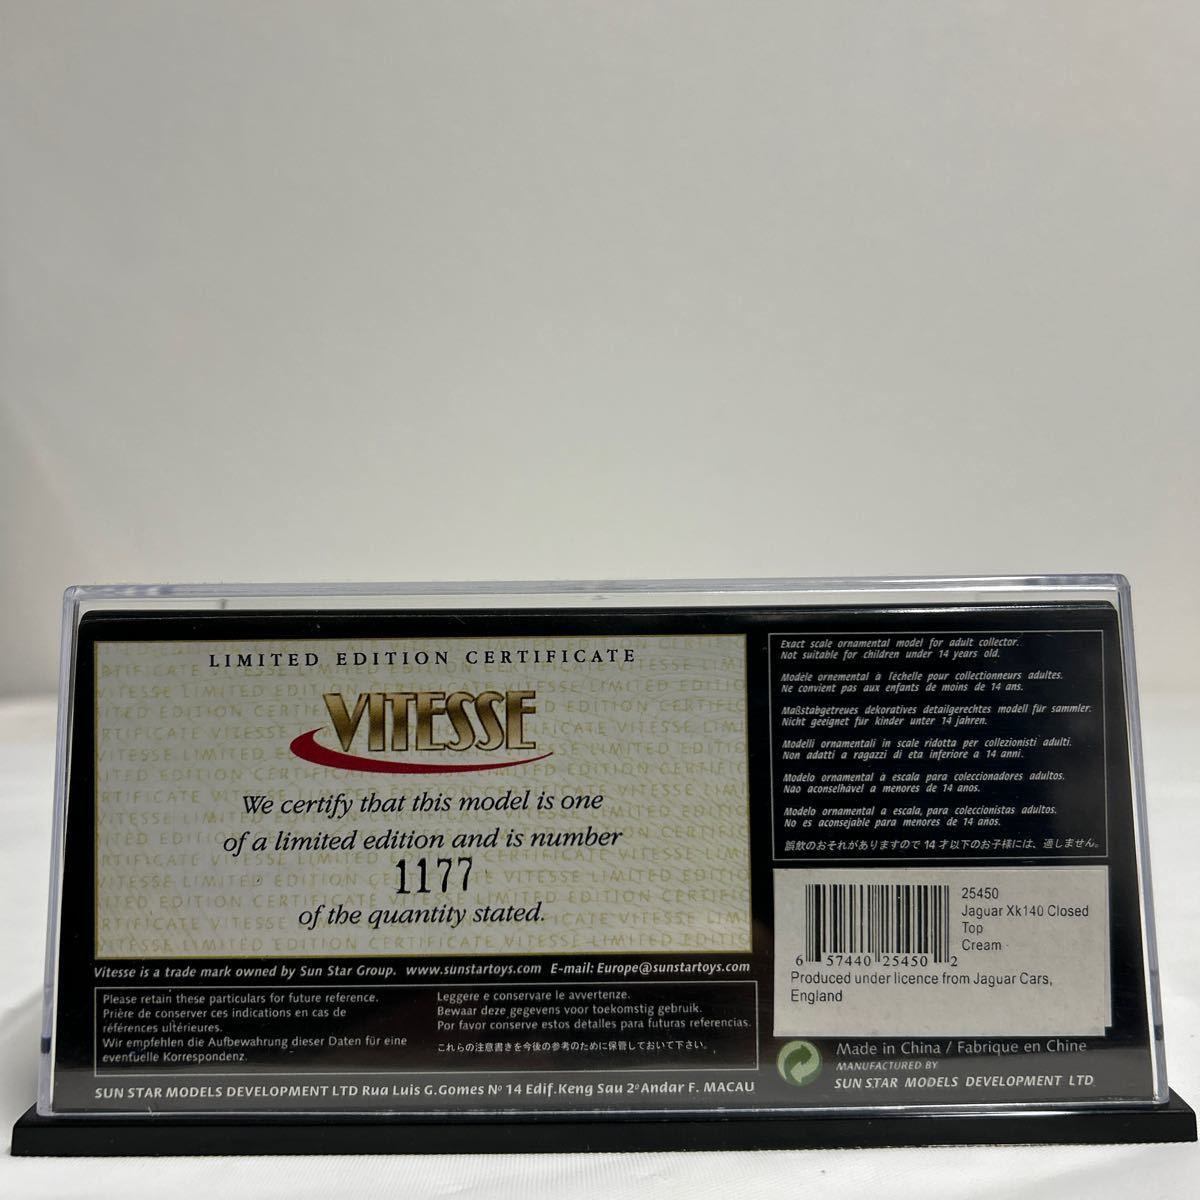 LIMITED EDITION CERTIFICATE
VITESSE
We certify that this model is one
of a limited edition and is number
1177
of the quantity stated.
Vitesse is a trade mark owned by Sun Star Group. www.sunstartoys.com E-mail: Europe@sunstartoys.com
Please retain these particulars for future reference.
Prière de conserver ces indications en cas de
références ultérieures.
Wir empfehlen die Aufbewahrung dieser Daten für eine
eventuelle Korrespondenz.
Leggere e conservare le avvertenze.
Bewaar deze gegevens voor toekomstig gebruik.
Por favor conserve estos detalles para futuras referencias.
これらの注意書きを今後の参考のために保管しておいて下さい。
SUN STAR MODELS DEVELOPMENT LTD Rua Luis G.Gomes Nº 14 Edif.Keng Sau 2º Andar F. MACAU
Exact scale ornamental model for adult collector.
Not suitable for children under 14 years old.
Modèle ornemental à l'échelle pour collectionneurs adultes.
Ne convient pas aux enfants de moins de 14 ans.
Maßstabgetreues dekoratives detailgerechtes modell für sammler.
Nicht geeignet für kinder unter 14 jahren.
Modelli ornamentali in scale ridotta per collezionisti adulti.
Non adatti a ragazzi di eta inferiore a 14 anni.
Modelo ornamental à escala para coleccionadores adultos.
Nao aconselhável a menores de 14 anos.
Modelo ornamental a escala, para coleccionistas adultos.
No es aconsejable para menores de 14 años.
誤飲のおそれがありますので 14 才以下のお子様には、適しません。
25450
Jaguar Xk140 Closed
Top
Cream
6 57440 25450 2
Produced under licence from Jaguar Cars,
England
Made in China / Fabrique en Chine
MANUFACTURED BY
SUN STAR MODELS DEVELOPMENT LTD.